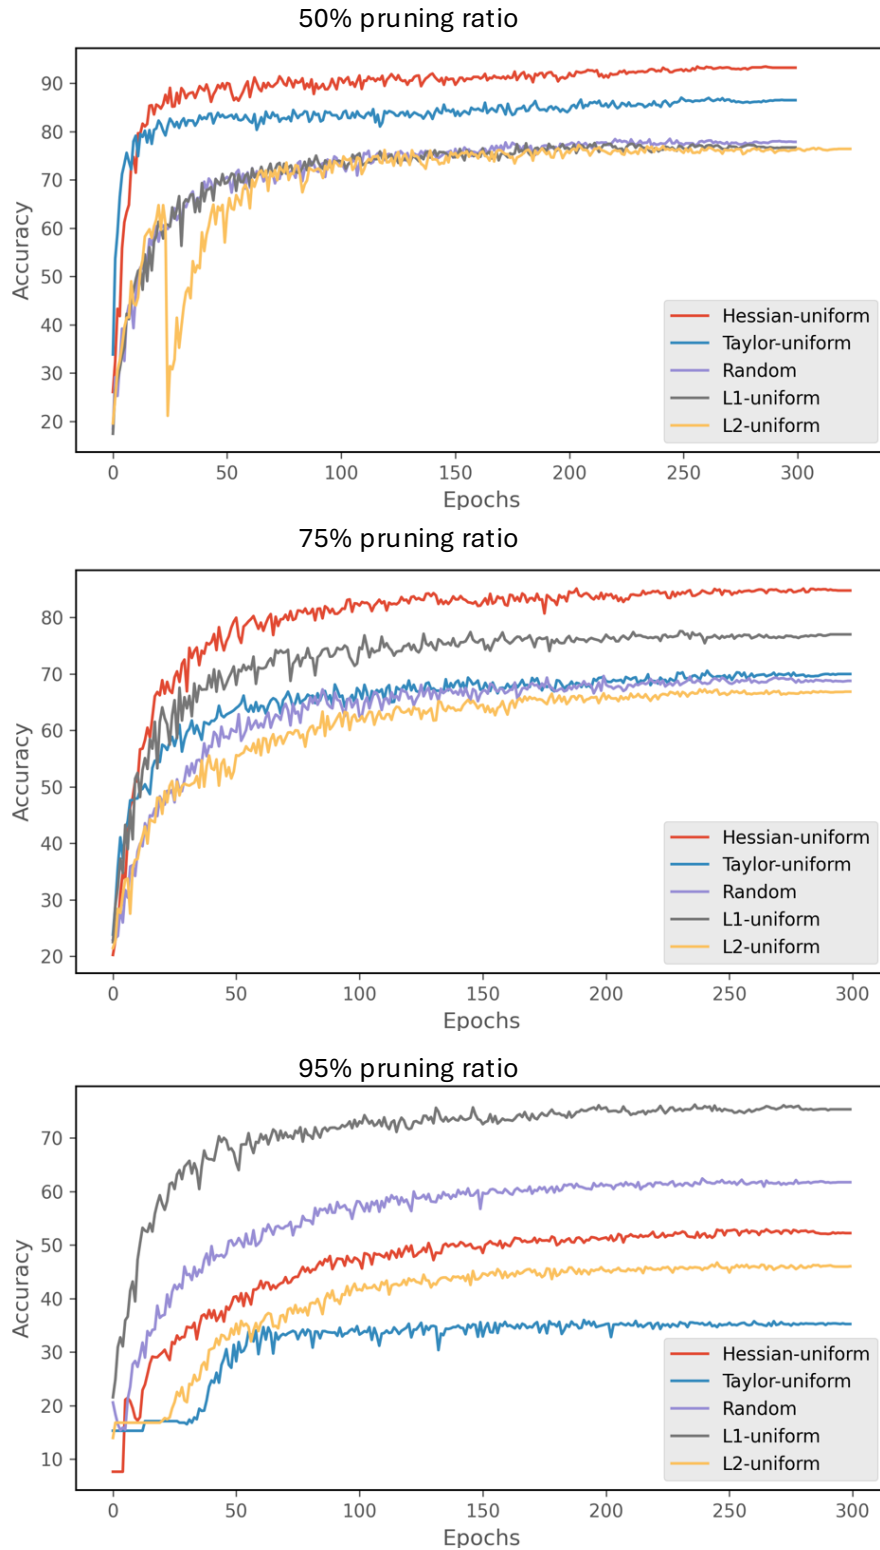 50% pruning ratio
90
80
70
60
50
40
30
20
Accuracy
Hessian-uniform
Taylor-uniform
Random
L1-uniform
L2-uniform
0 50 100 150 200 250 300
Epochs
75% pruning ratio
80
70
60
50
40
30
20
Accuracy
Hessian-uniform
Taylor-uniform
Random
L1-uniform
L2-uniform
0 50 100 150 200 250 300
Epochs
95% pruning ratio
70
60
50
40
30
20
10
Accuracy
Hessian-uniform
Taylor-uniform
Random
L1-uniform
L2-uniform
0 50 100 150 200 250 300
Epochs